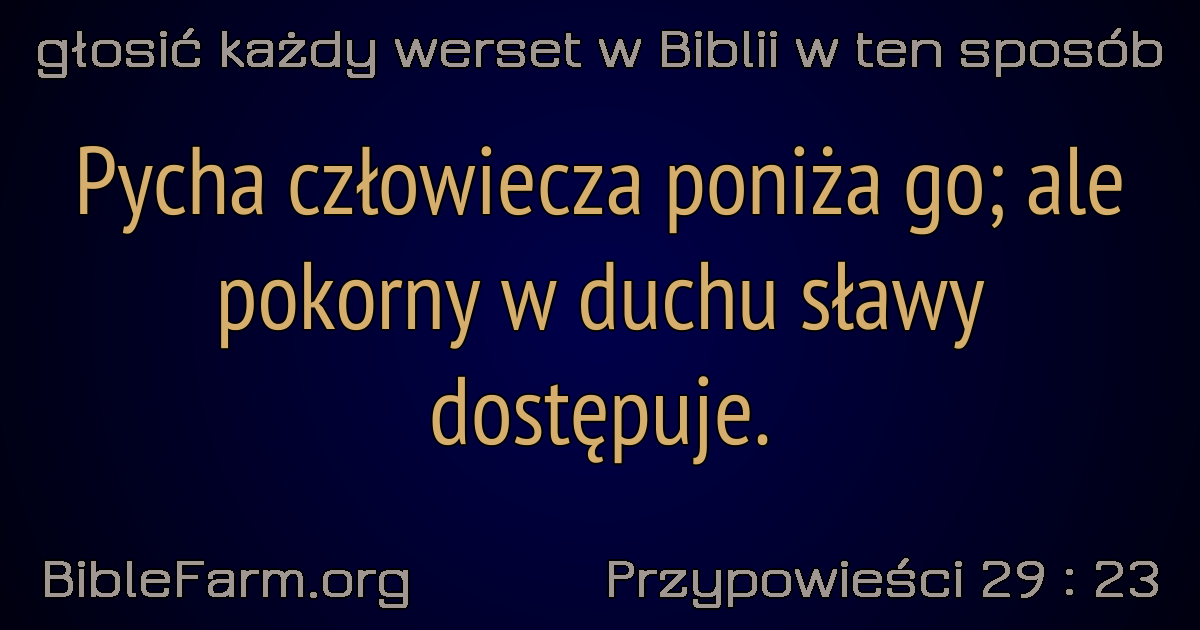 głosić każdy werset w Biblii w ten sposób
Pycha człowiecza poniża go; ale
pokorny w duchu sławy
dostępuje.
BibleFarm.org
Przypowieści 29 : 23